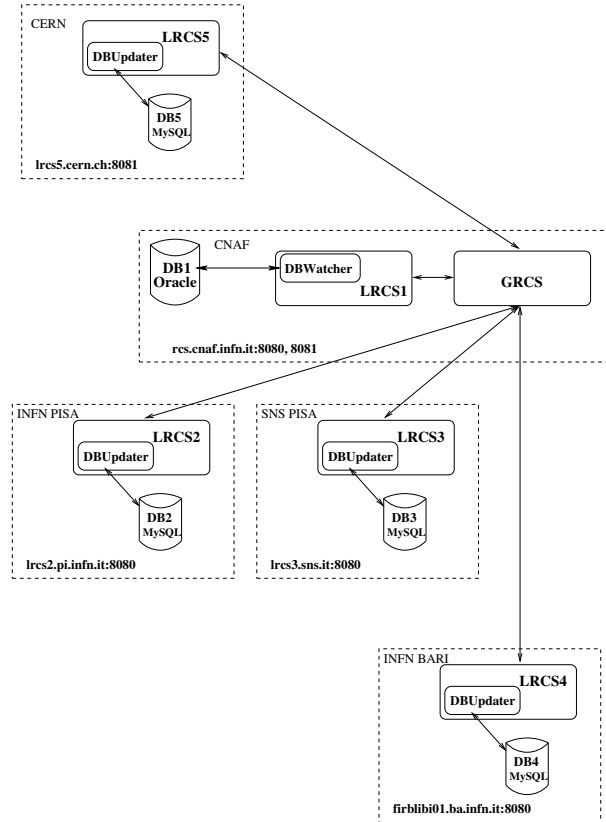 CERN
LRCS5
DBUpdater
DB5
MySQL
lrcs5.cern.ch:8081
CNAF
DB1
Oracle
DBWatcher
LRCS1
GRCS
rcs.cnaf.infn.it:8080, 8081
INFN PISA
LRCS2
DBUpdater
DB2
MySQL
lrcs2.pi.infn.it:8080
SNS PISA
LRCS3
DBUpdater
DB3
MySQL
lrcs3.sns.it:8080
INFN BARI
LRCS4
DBUpdater
DB4
MySQL
firblibi01.ba.infn.it:8080